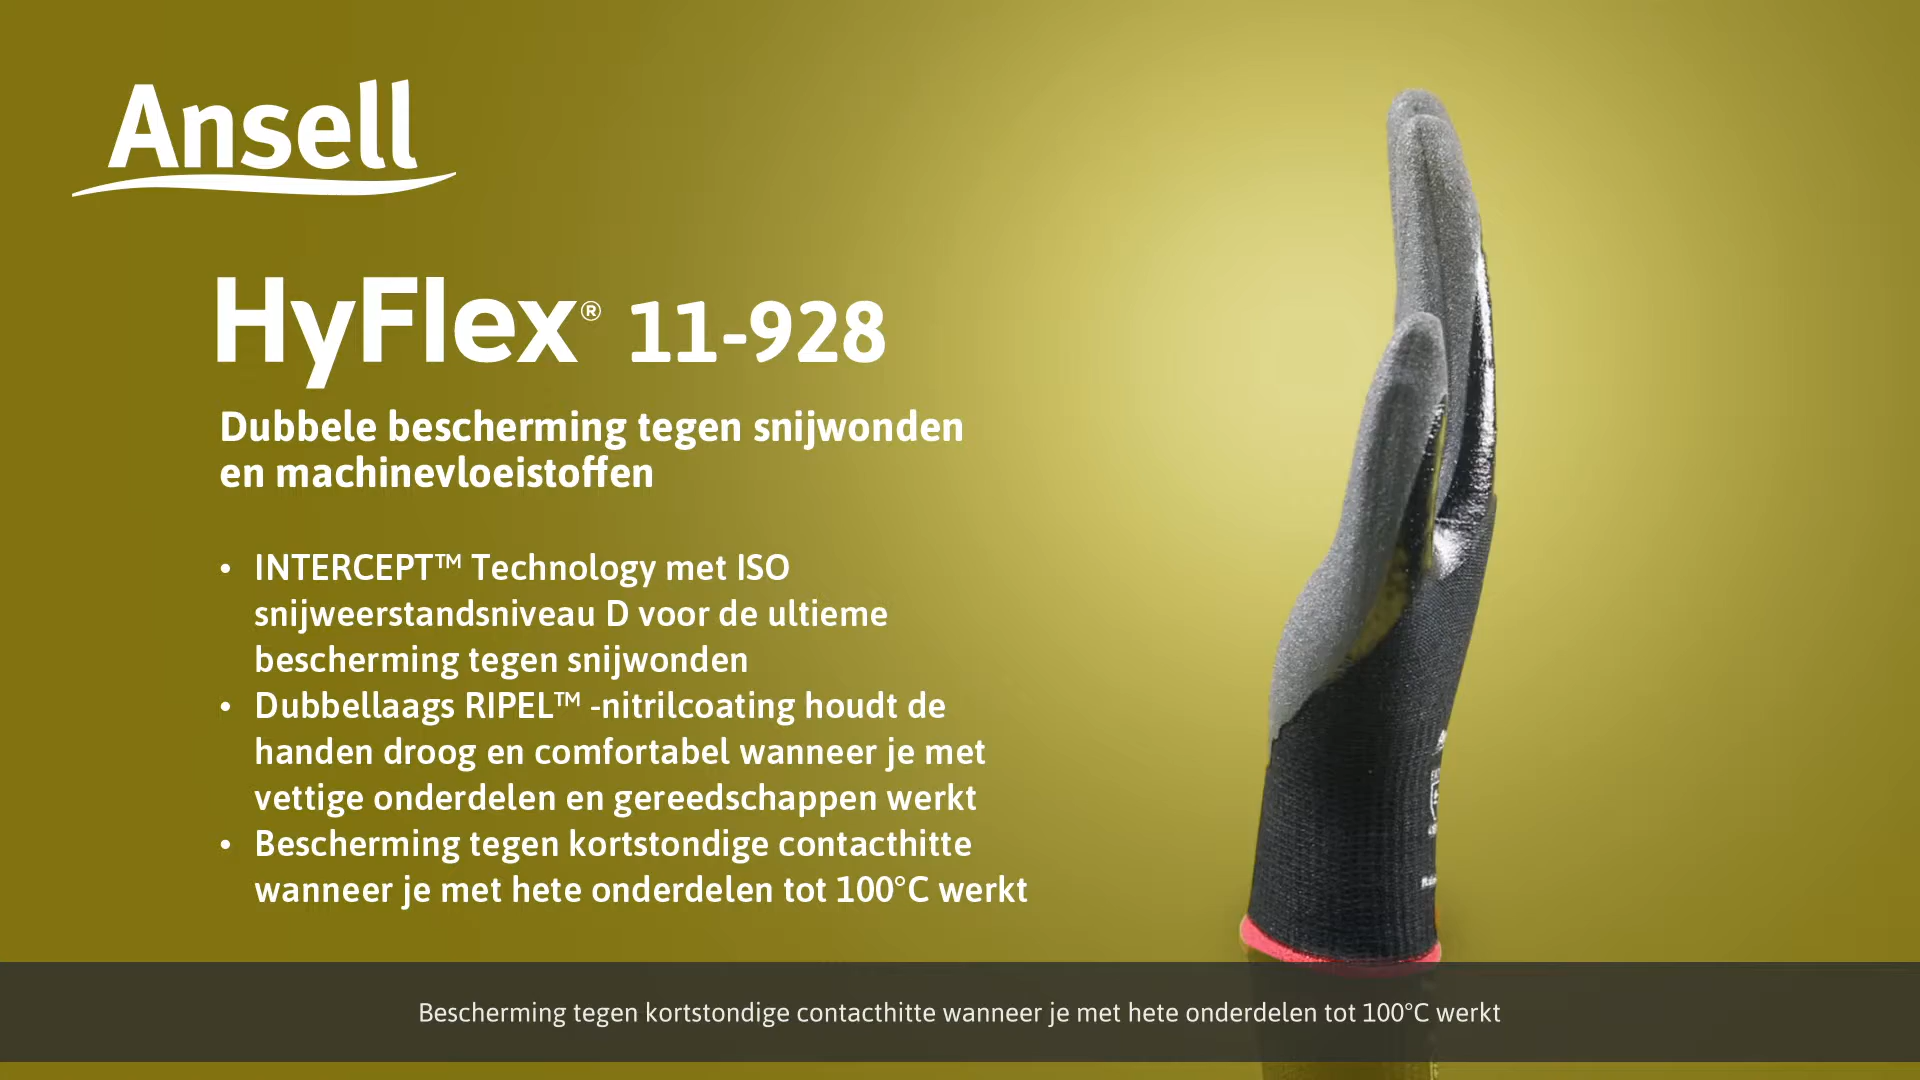 Ansell
HyFlex® 11-928
Dubbele bescherming tegen snijwonden
en machinevloeistoffen
• INTERCEPT™ Technology met ISO
snijweerstandsniveau D voor de ultieme
bescherming tegen snijwonden
• Dubbellaags RIPEL™ -nitrilcoating houdt de
handen droog en comfortabel wanneer je met
vettige onderdelen en gereedschappen werkt
• Bescherming tegen kortstondige contacthitte
wanneer je met hete onderdelen tot 100°C werkt
Bescherming tegen kortstondige contacthitte wanneer je met hete onderdelen tot 100°C werkt